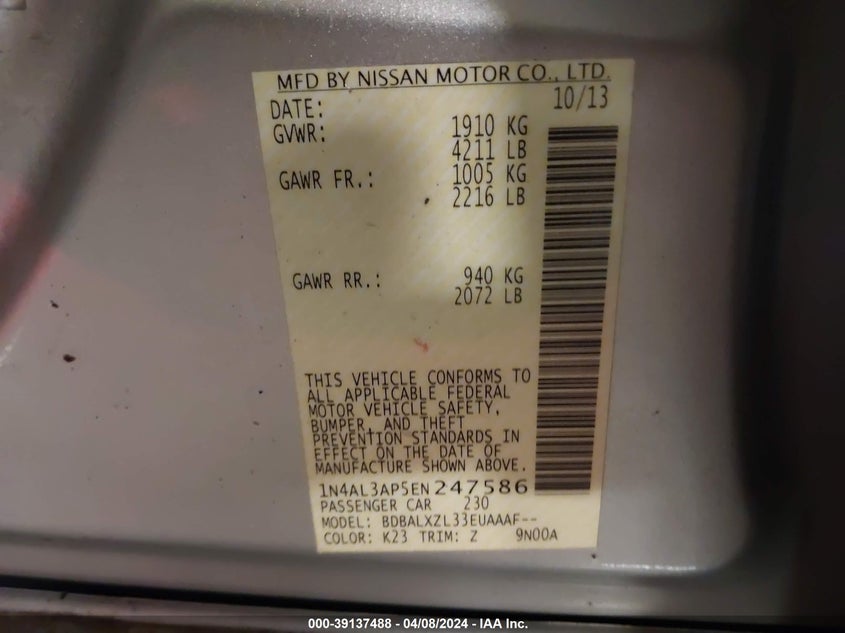 MFD BY NISSAN MOTOR CO., LTD.
DATE: 10/13
GVWR: 1910 KG
4211 LB
GAWR FR.: 1005 KG
2216 LB
GAWR RR.: 940 KG
2072 LB
THIS VEHICLE CONFORMS TO
ALL APPLICABLE FEDERAL
MOTOR VEHICLE SAFETY,
BUMPER, AND THEFT
PREVENTION STANDARDS IN
EFFECT ON THE DATE OF
MANUFACTURE SHOWN ABOVE.
1N4AL3AP5EN247586
PASSENGER CAR 230
MODEL: BDBALXZL33EUAAAF--
COLOR: K23 TRIM: Z 9N00A
000-39137488 - 04/08/2024 - IAA Inc.